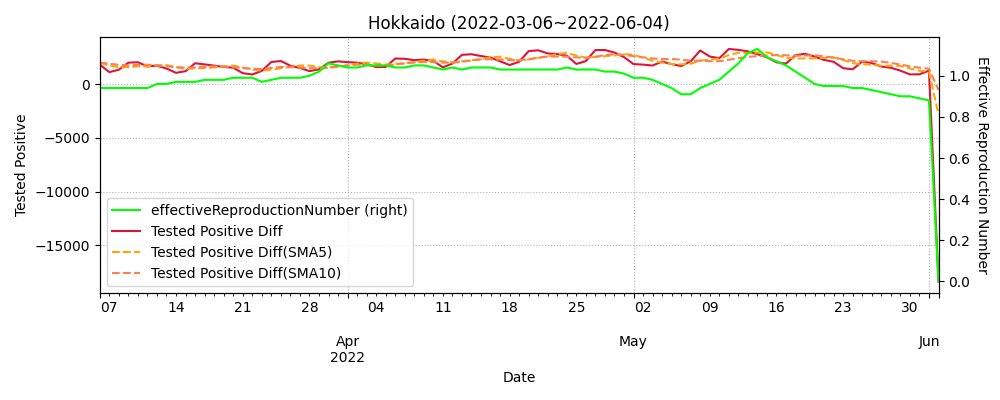 Hokkaido (2022-03-06~2022-06-04)
Tested Positive
0
−5000
−10000
−15000
1.0
0.8
0.6
0.4
0.2
0.0
Effective Reproduction Number
effectiveReproductionNumber (right)
Tested Positive Diff
Tested Positive Diff(SMA5)
Tested Positive Diff(SMA10)
07 14 21 28 04 11 18 25 02 09 16 23 30
Apr May Jun
2022
Date